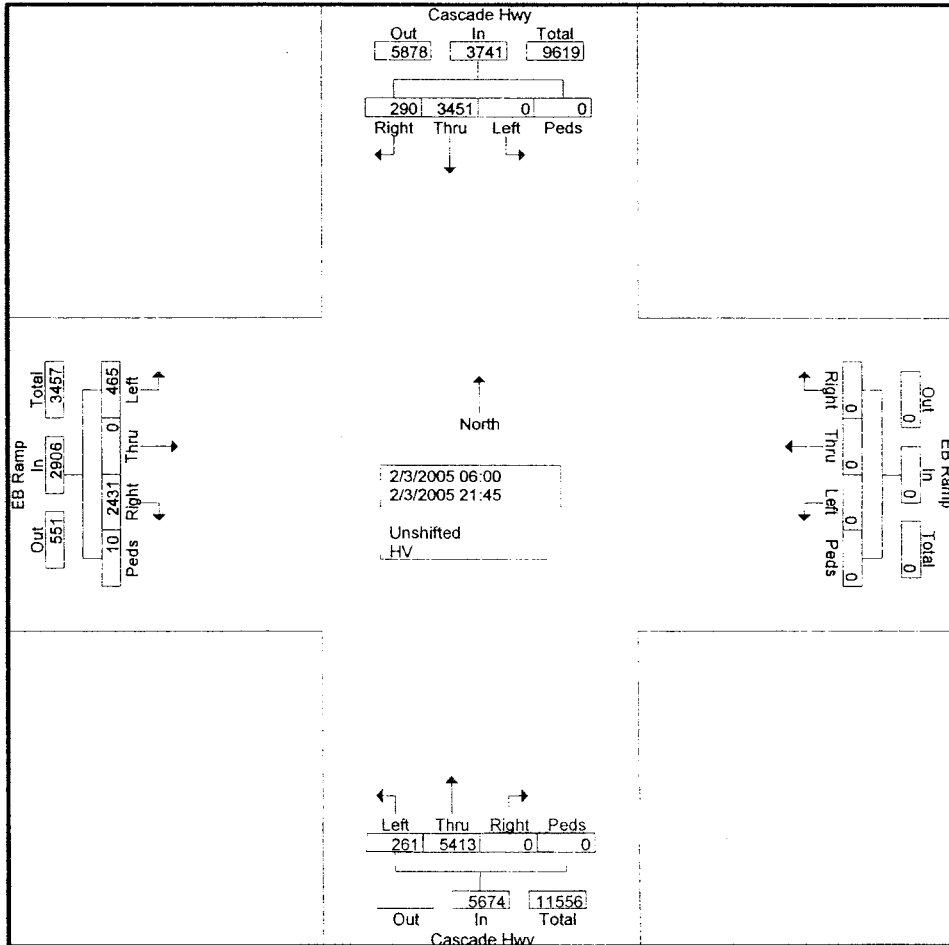 Cascade Hwy
Out In Total
5878 3741 9619
290 3451 0 0
Right Thru Left Peds
EB Ramp
Total In Out
3457 2906 551
465 0 2431 10
Left Thru Right Peds
North
2/3/2005 06:00
2/3/2005 21:45
Unshifted
HV
Right Thru Left Peds
0 0 0 0
Out In Total
0 0 0
EB Ramp
Left Thru Right Peds
261 5413 0 0
5674 11556
Out In Total
Cascade Hwy